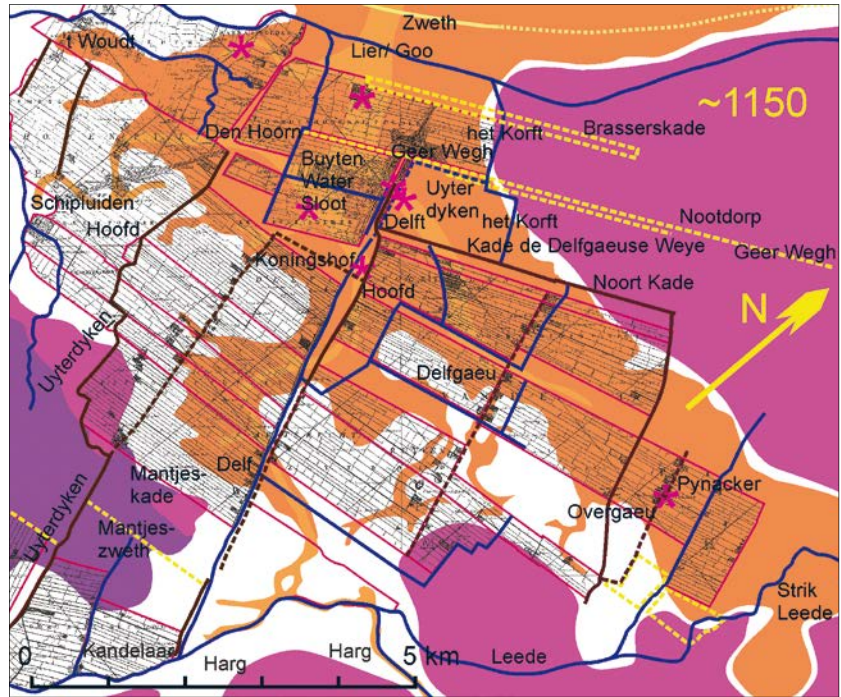 Zweth
't Woudt
Lier/ Goo
~1150
Den Hoorn
het Korft
Brasserskade
Geer Wegh
Buyten
Water
Sloot
Uyter
dyken
Schipluiden
Hoofd
Delft
het Korft
Nootdorp
Kade de Delfgaeuse Weye
Geer Wegh
Koningshof
Hoofd
Noort Kade
N
Uyterdyken
Delfgaeu
Delf
Mantjes-
kade
Pynacker
Overgaeu
Mantjes-
zweth
Uyterdyken
Strik
Leede
Kandelaar
Harg
Harg
Leede
0
5 km